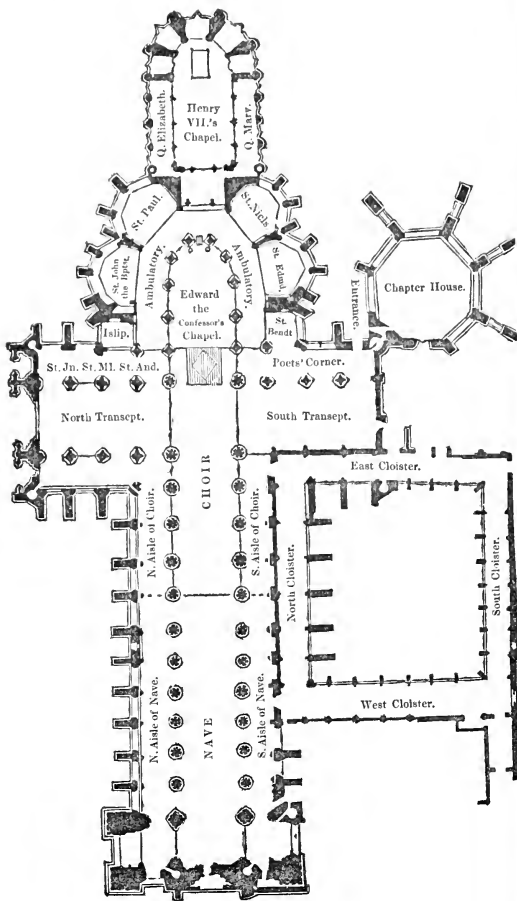 Henry
VII.'s
Chapel.
Q. Elizabeth.
Q. Mary.
St. Paul.
St. Nicls
St. John
the Bptst.
St. Edmd.
Ambulatory.
Ambulatory.
Edward
the
Confessor's
Chapel.
Islip.
St.
Bendt
Entrance.
Chapter House.
St. Jn. St. Ml. St. And.
Poets' Corner.
North Transept.
South Transept.
East Cloister.
CHOIR
N. Aisle of Choir.
S. Aisle of Choir.
North Cloister.
South Cloister.
West Cloister.
N. Aisle of Nave.
NAVE
S. Aisle of Nave.